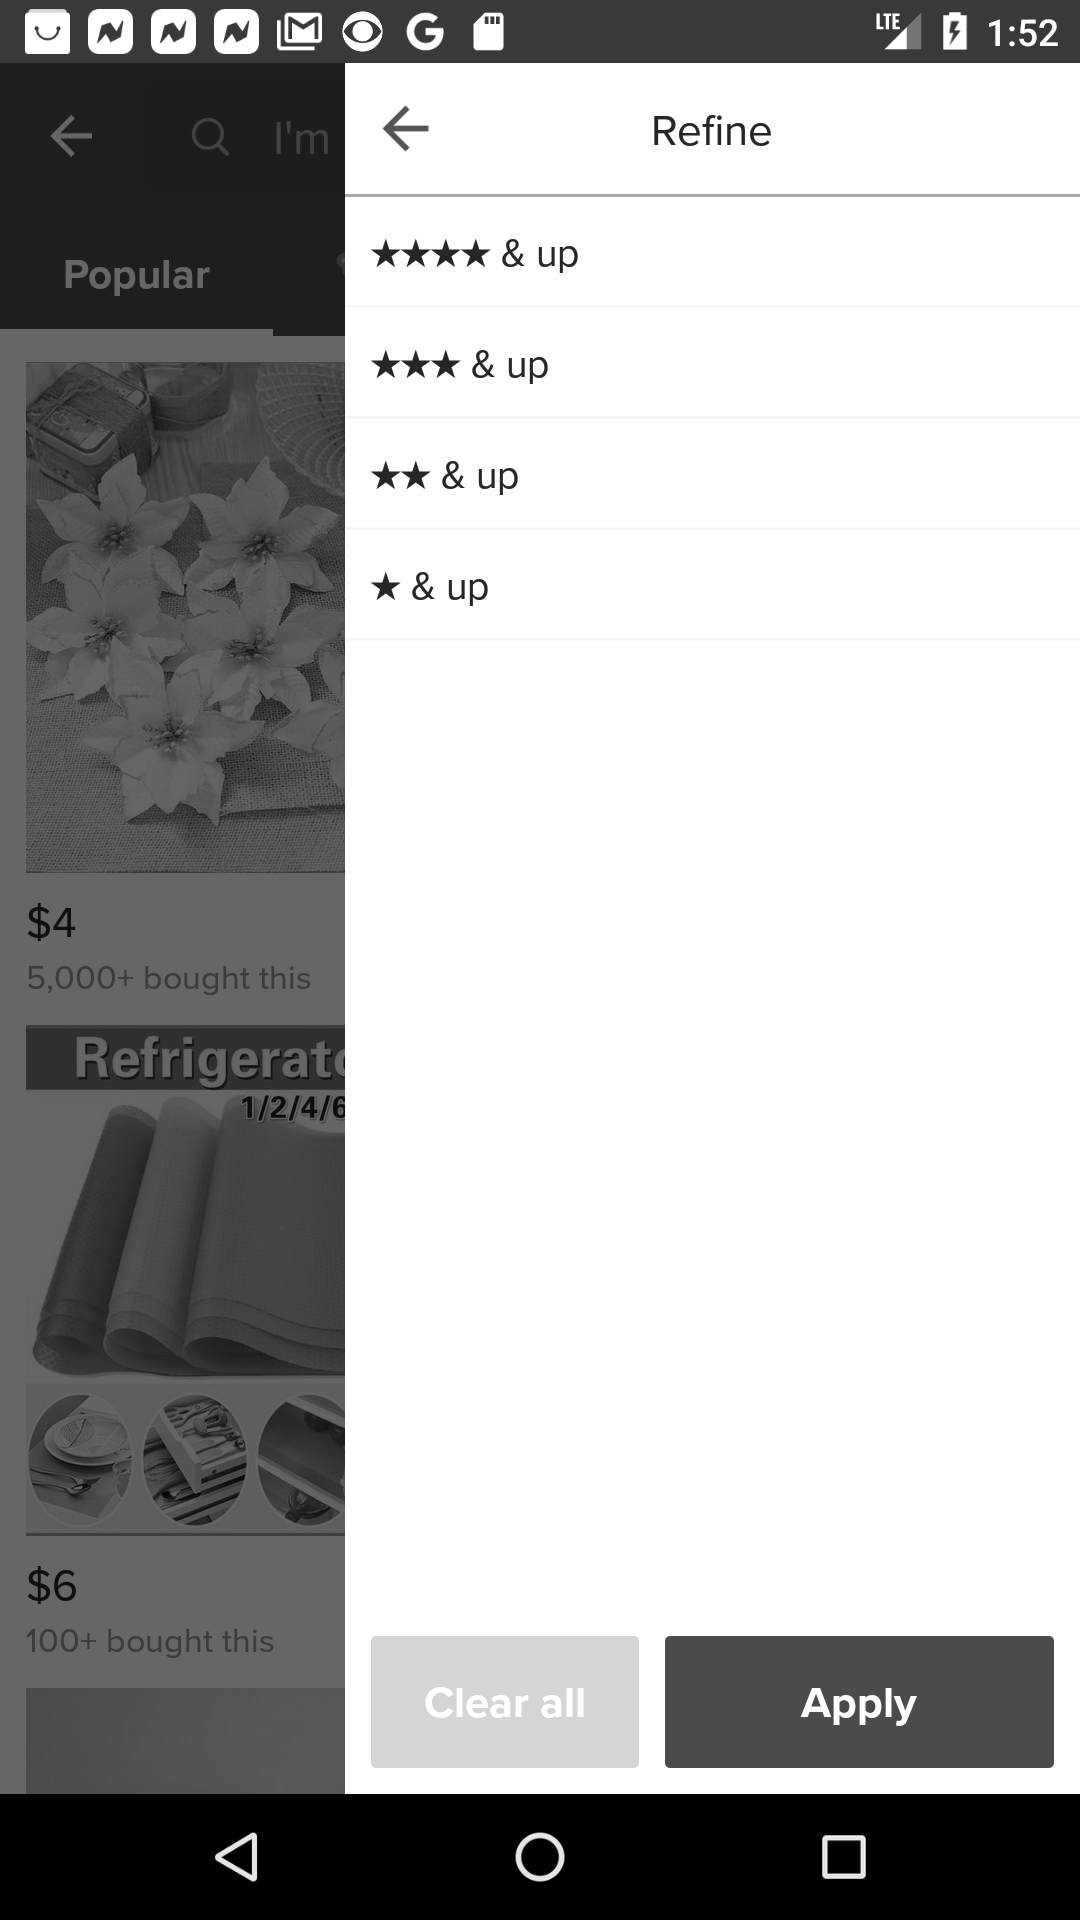 LTE 1:52
I'm
Refine
Popular
★★★★ & up
★★★ & up
★★ & up
★ & up
$4
5,000+ bought this
Refrigerato
1/2/4/6
$6
100+ bought this
Clear all
Apply